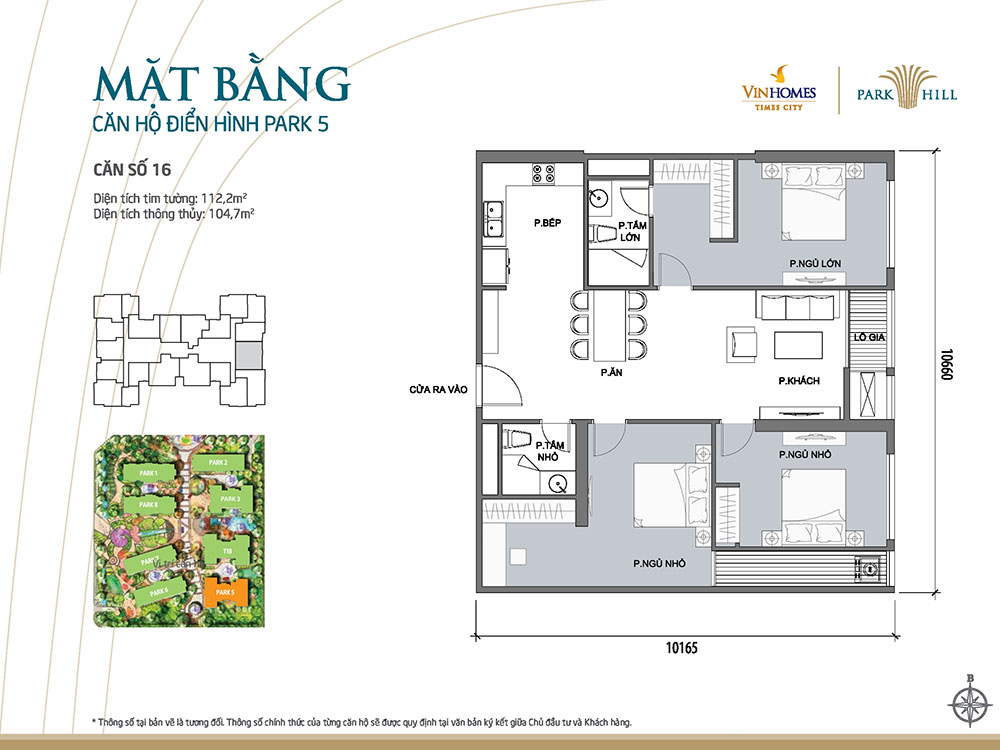 MẶT BẰNG
CĂN HỘ ĐIỂN HÌNH PARK 5
VINHOMES
TIMES CITY
PARK HILL
CĂN SỐ 16
Diện tích tim tường: 112,2m²
Diện tích thông thủy: 104,7m²
P.BẾP
P.TẮM
LỚN
P.NGỦ LỚN
LÔ GIA
P.ĂN
P.KHÁCH
CỬA RA VÀO
10660
P.TẮM
NHỎ
P.NGỦ NHỎ
P.NGỦ NHỎ
10165
PARK 1
PARK 2
PARK 8
PARK 3
T18
PARK 6
PARK 5
B
* Thông số tại bản vẽ là tương đối. Thông số chính thức của từng căn hộ sẽ được quy định tại văn bản ký kết giữa Chủ đầu tư và Khách hàng.